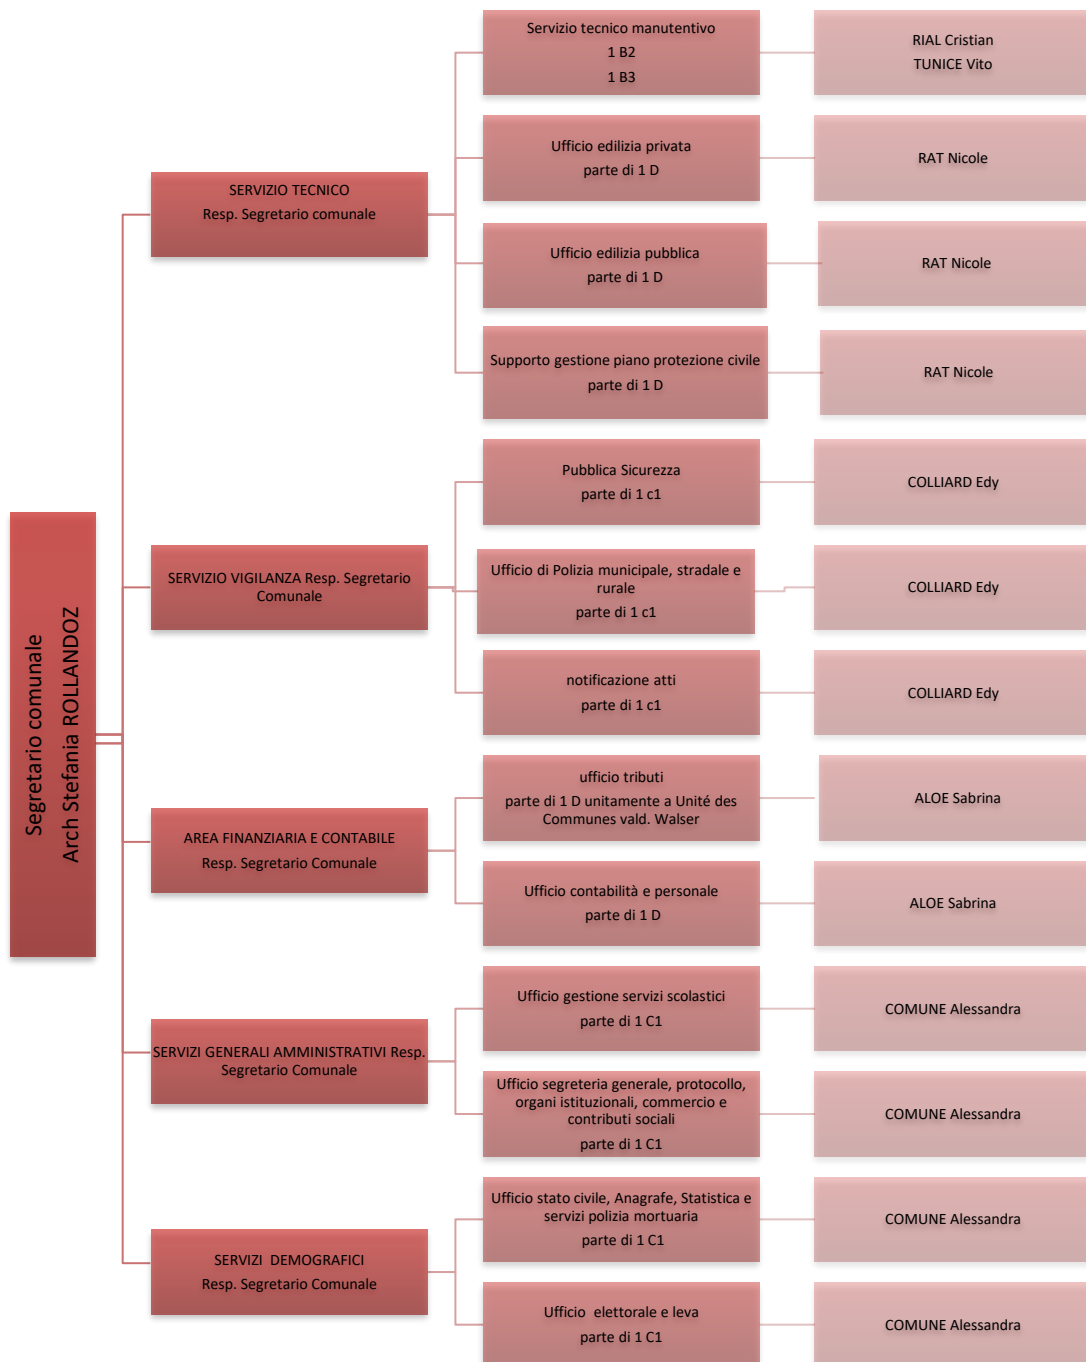 Segretario comunale
Arch Stefania ROLLANDOZ
SERVIZIO TECNICO
Resp. Segretario comunale
Servizio tecnico manutentivo
1 B2
1 B3
RIAL Cristian
TUNICE Vito
Ufficio edilizia privata
parte di 1 D
RAT Nicole
Ufficio edilizia pubblica
parte di 1 D
RAT Nicole
Supporto gestione piano protezione civile
parte di 1 D
RAT Nicole
SERVIZIO VIGILANZA Resp. Segretario
Comunale
Pubblica Sicurezza
parte di 1 c1
COLLIARD Edy
Ufficio di Polizia municipale, stradale e
rurale
parte di 1 c1
COLLIARD Edy
notificazione atti
parte di 1 c1
COLLIARD Edy
AREA FINANZIARIA E CONTABILE
Resp. Segretario Comunale
ufficio tributi
parte di 1 D unitamente a Unité des
Communes vald. Walser
ALOE Sabrina
Ufficio contabilità e personale
parte di 1 D
ALOE Sabrina
SERVIZI GENERALI AMMINISTRATIVI Resp.
Segretario Comunale
Ufficio gestione servizi scolastici
parte di 1 C1
COMUNE Alessandra
Ufficio segreteria generale, protocollo,
organi istituzionali, commercio e
contributi sociali
parte di 1 C1
COMUNE Alessandra
SERVIZI DEMOGRAFICI
Resp. Segretario Comunale
Ufficio stato civile, Anagrafe, Statistica e
servizi polizia mortuaria
parte di 1 C1
COMUNE Alessandra
Ufficio elettorale e leva
parte di 1 C1
COMUNE Alessandra